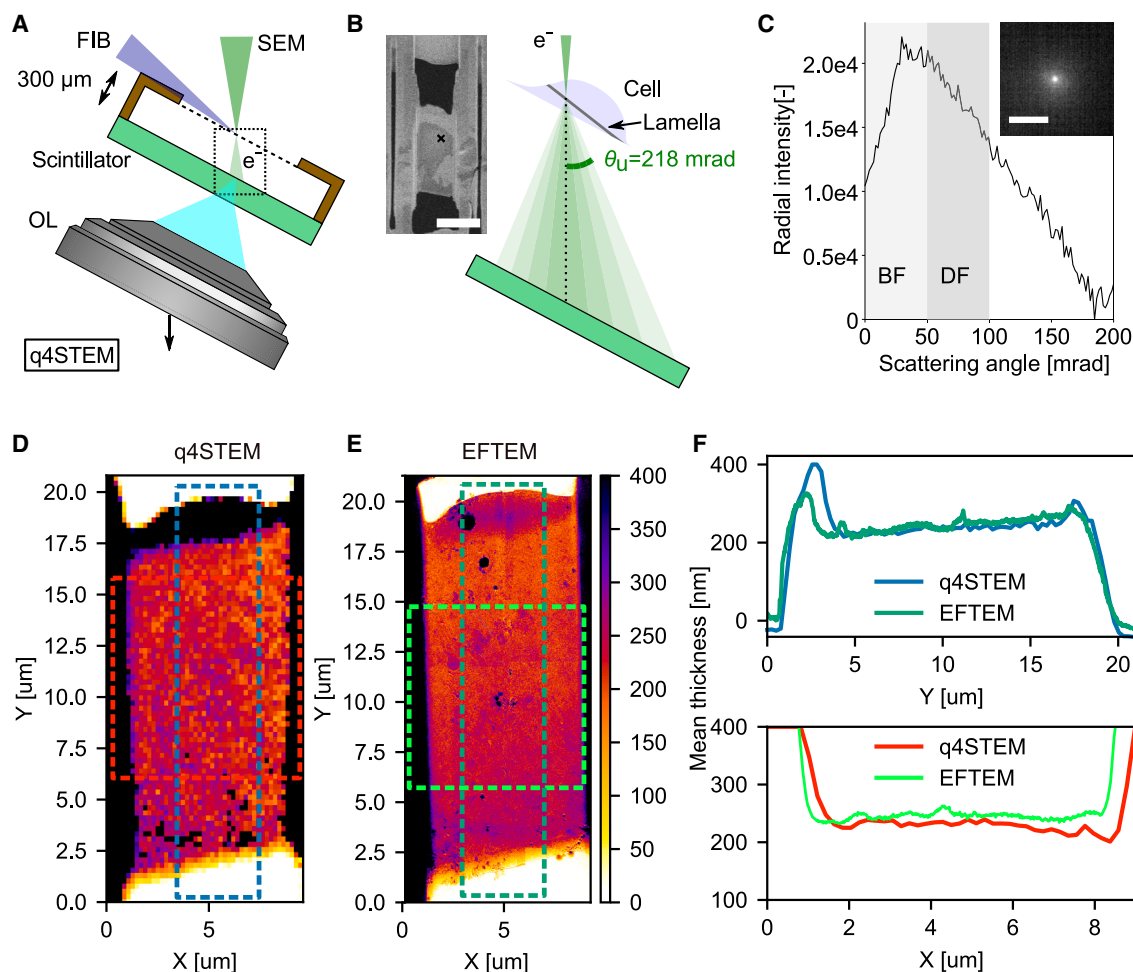 A
FIB
SEM
300 µm
Scintillator
e⁻
OL
q4STEM
B
e⁻
Cell
Lamella
θu=218 mrad
C
Radial intensity[-]
2.0e4
1.5e4
1.0e4
0.5e4
0
BF
DF
0 50 100 150 200
Scattering angle [mrad]
D
q4STEM
Y [um]
20.0
17.5
15.0
12.5
10.0
7.5
5.0
2.5
0.0
5
X [um]
E
EFTEM
Y [um]
20.0
17.5
15.0
12.5
10.0
7.5
5.0
2.5
0.0
5
X [um]
400
350
300
250
200
150
100
50
0
F
Mean thickness [nm]
400
200
0
q4STEM
EFTEM
0 5 10 15 20
Y [um]
400
300
200
100
q4STEM
EFTEM
0 2 4 6 8
X [um]